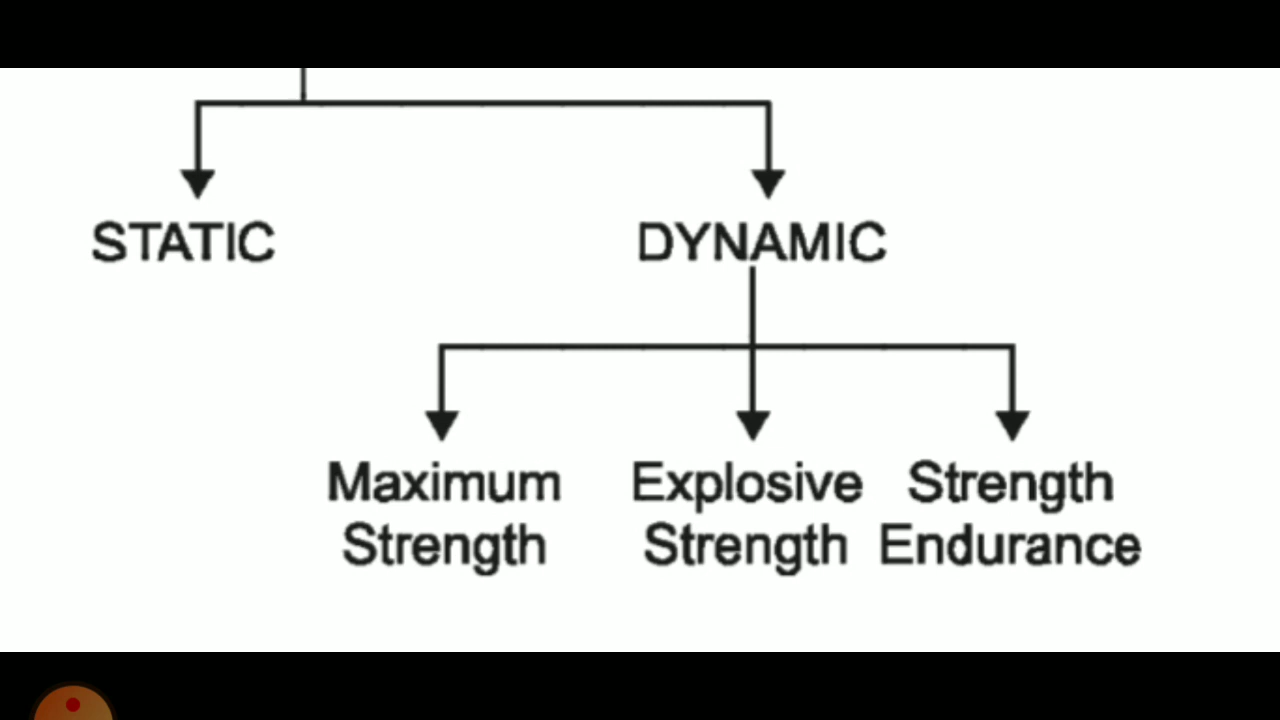 STATIC
DYNAMIC
Maximum
Strength
Explosive
Strength
Strength
Endurance